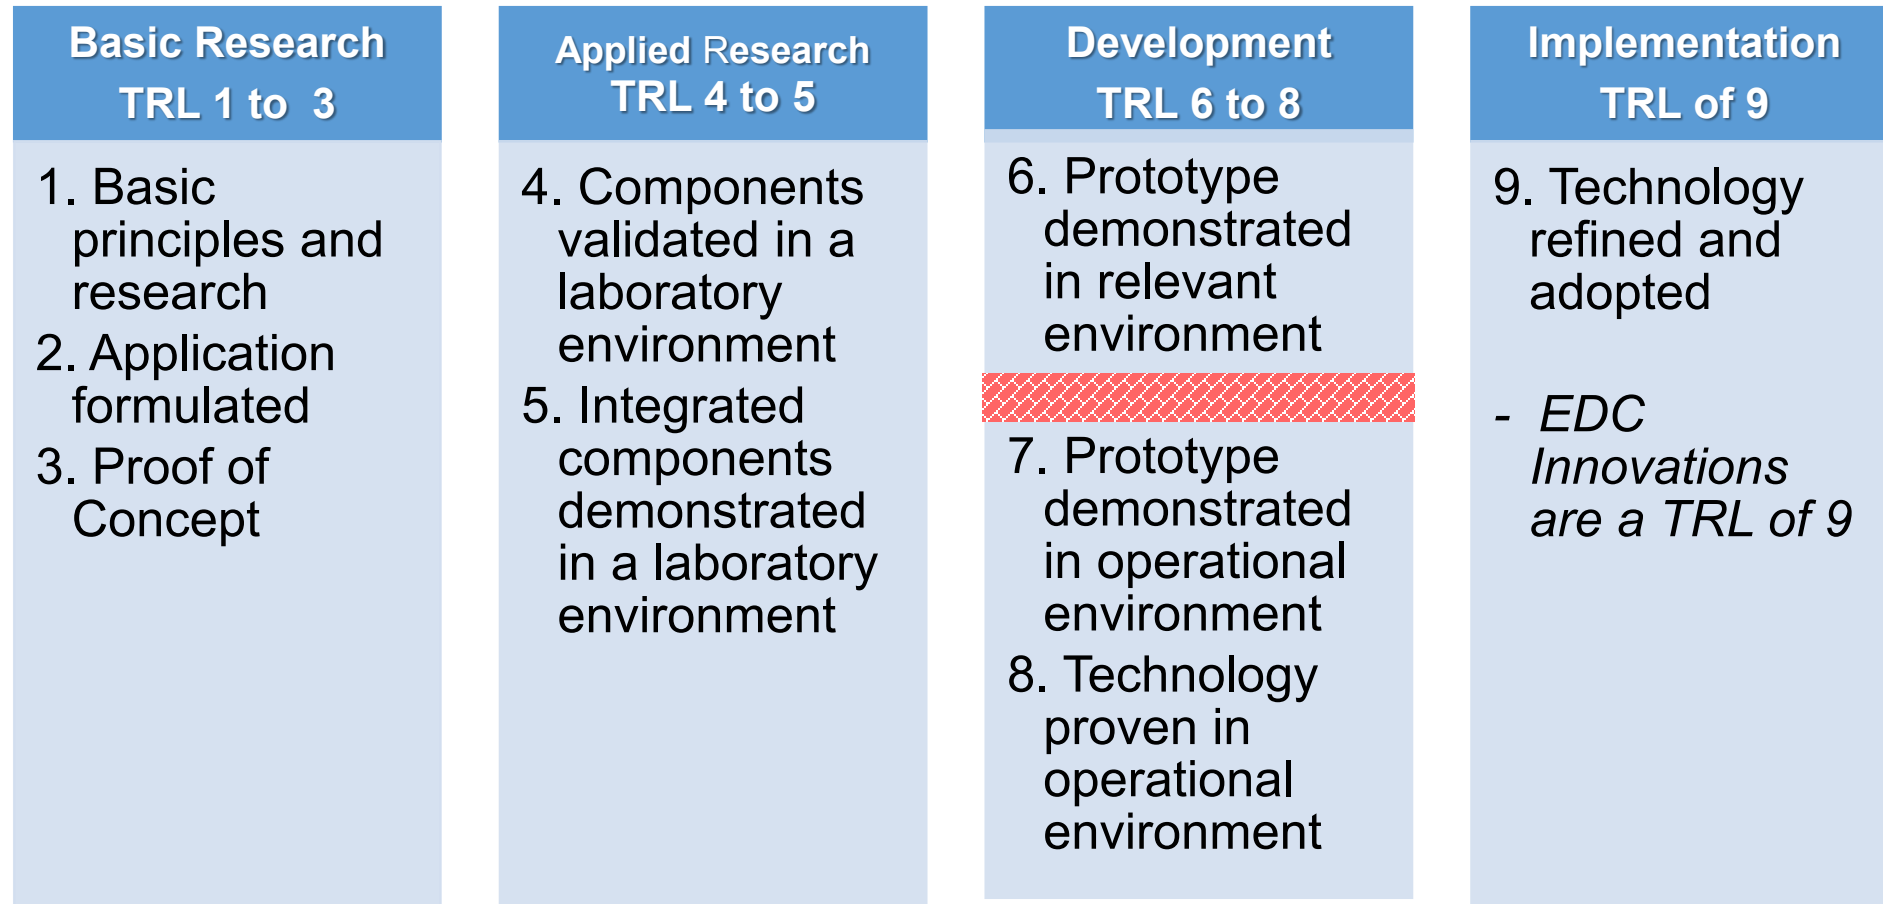 Basic Research
TRL 1 to 3
1. Basic
principles and
research
2. Application
formulated
3. Proof of
Concept
Applied Research
TRL 4 to 5
4. Components
validated in a
laboratory
environment
5. Integrated
components
demonstrated
in a laboratory
environment
Development
TRL 6 to 8
6. Prototype
demonstrated
in relevant
environment
7. Prototype
demonstrated
in operational
environment
8. Technology
proven in
operational
environment
Implementation
TRL of 9
9. Technology
refined and
adopted
- EDC
Innovations
are a TRL of 9